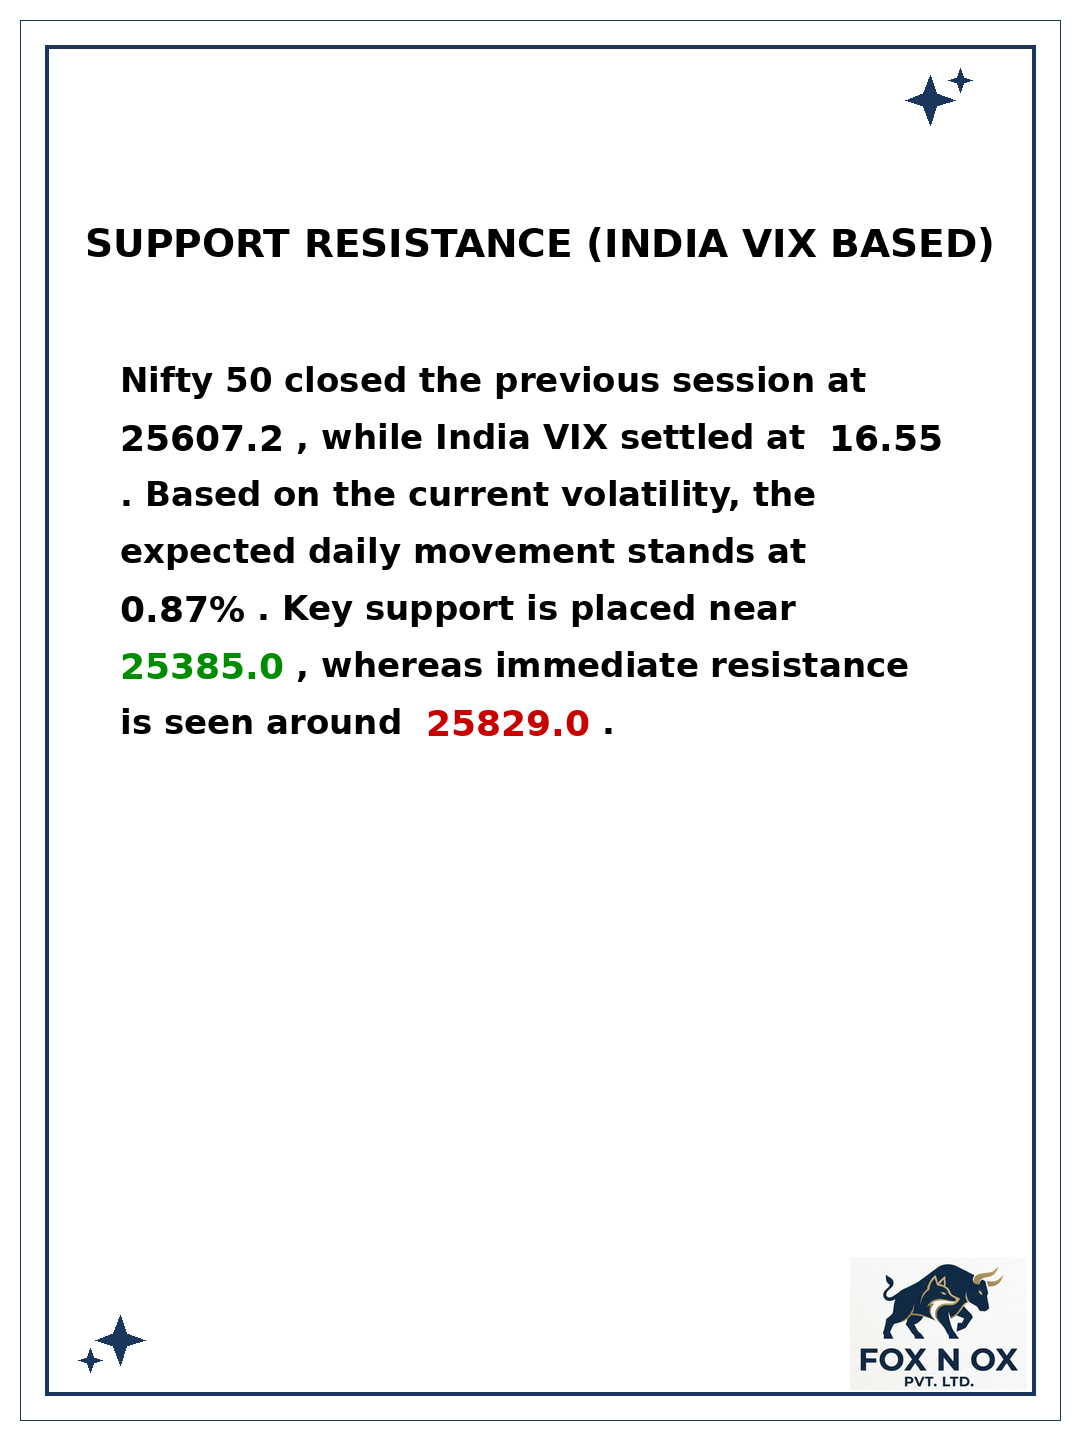 SUPPORT RESISTANCE (INDIA VIX BASED)
Nifty 50 closed the previous session at
25607.2 , while India VIX settled at 16.55
. Based on the current volatility, the
expected daily movement stands at
0.87% . Key support is placed near
25385.0 , whereas immediate resistance
is seen around 25829.0 .
FOX N OX
PVT. LTD.